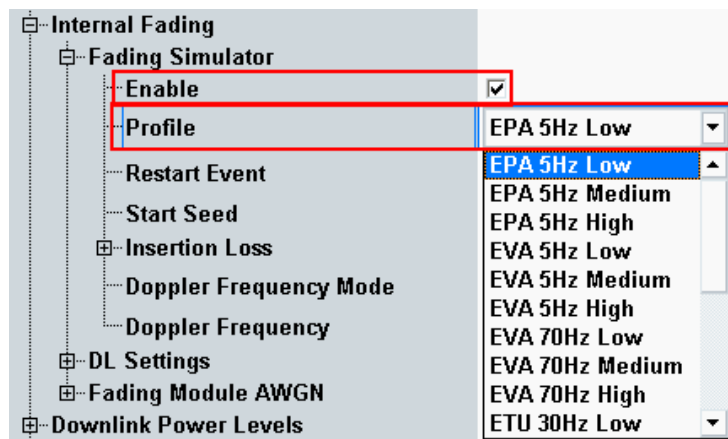 Internal Fading
Fading Simulator
Enable
Profile
EPA 5Hz Low
Restart Event
Start Seed
Insertion Loss
Doppler Frequency Mode
Doppler Frequency
DL Settings
Fading Module AWGN
Downlink Power Levels
EPA 5Hz Low
EPA 5Hz Medium
EPA 5Hz High
EVA 5Hz Low
EVA 5Hz Medium
EVA 5Hz High
EVA 70Hz Low
EVA 70Hz Medium
EVA 70Hz High
ETU 30Hz Low